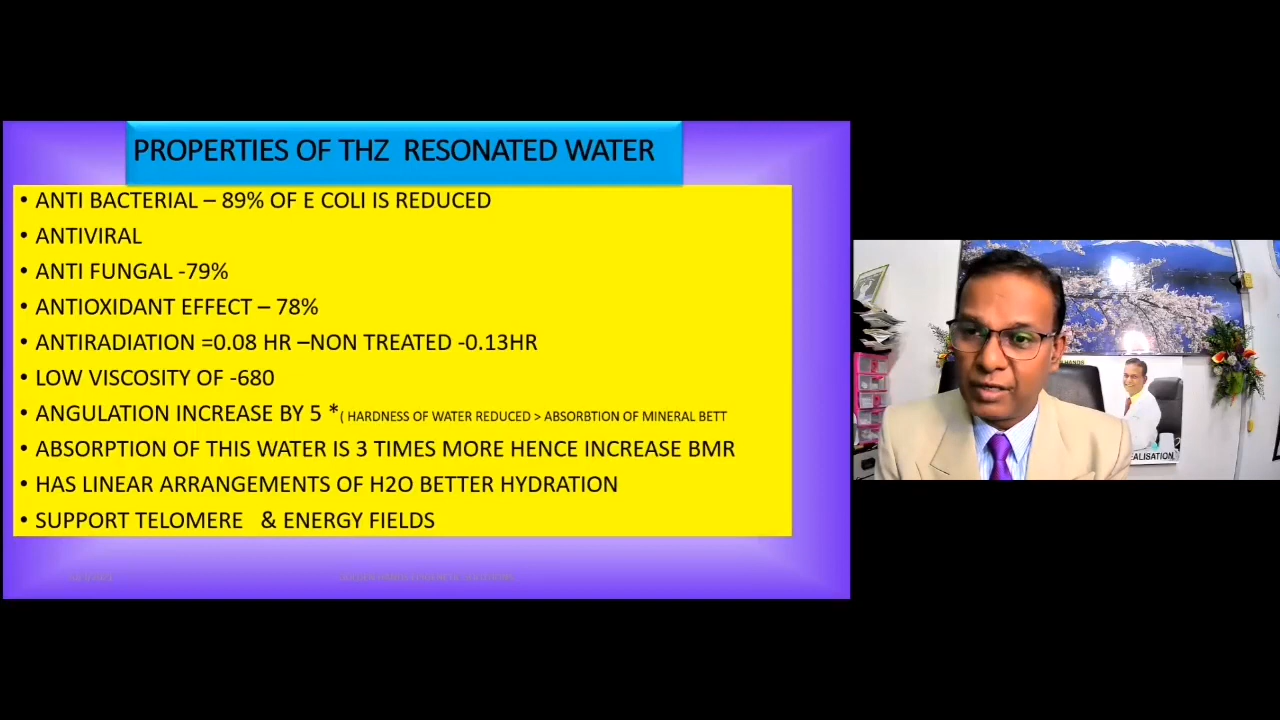 PROPERTIES OF THZ RESONATED WATER
• ANTI BACTERIAL – 89% OF E COLI IS REDUCED
• ANTIVIRAL
• ANTI FUNGAL -79%
• ANTIOXIDANT EFFECT – 78%
• ANTIRADIATION =0.08 HR –NON TREATED -0.13HR
• LOW VISCOSITY OF -680
• ANGULATION INCREASE BY 5 *( HARDNESS OF WATER REDUCED > ABSORBTION OF MINERAL BETT
• ABSORPTION OF THIS WATER IS 3 TIMES MORE HENCE INCREASE BMR
• HAS LINEAR ARRANGEMENTS OF H2O BETTER HYDRATION
• SUPPORT TELOMERE & ENERGY FIELDS
HANDS